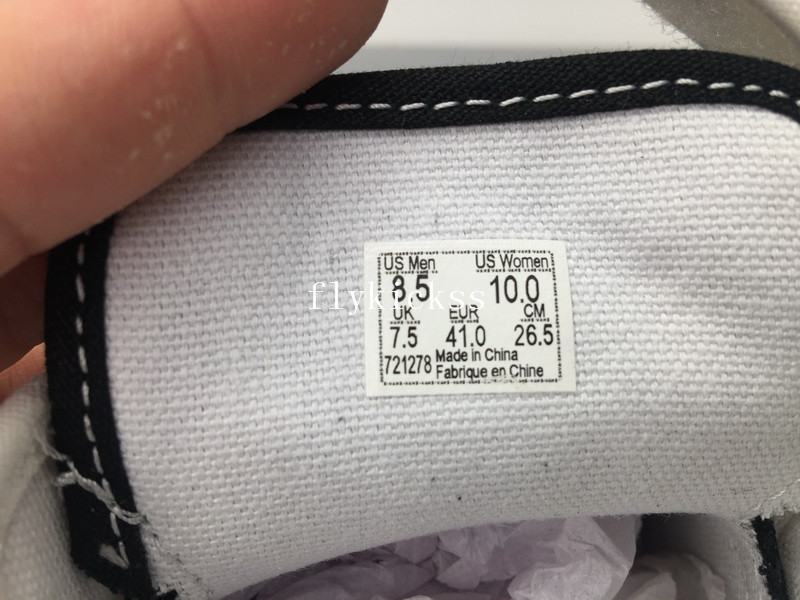 US Men US Women
8.5 10.0
flykickss
UK EUR CM
7.5 41.0 26.5
721278 Made in China
Fabrique en Chine